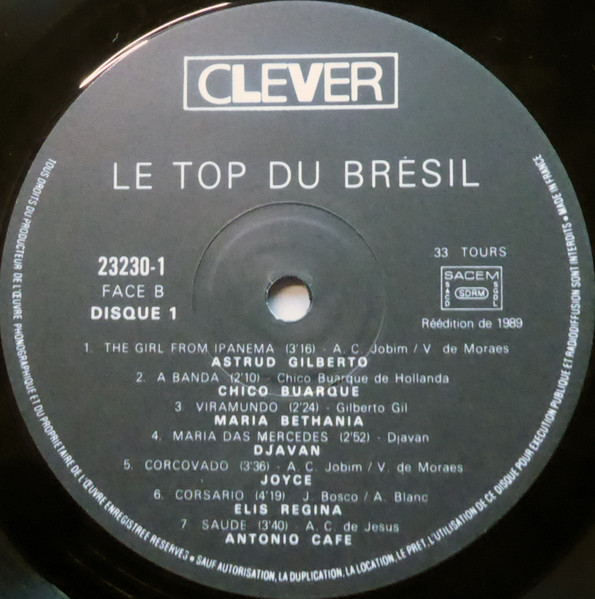 CLEVER
LE TOP DU BRÉSIL
23230-1
FACE B
DISQUE 1
33 TOURS
SACEM
SACD
SDRM
SGDL
Réédition de 1989
1. THE GIRL FROM IPANEMA (3'16) - A. C. Jobim / V. de Moraes
ASTRUD GILBERTO
2. A BANDA (2'10) - Chico Buarque de Hollanda
CHICO BUARQUE
3 VIRAMUNDO (2'24) - Gilberto Gil
MARIA BETHANIA
4. MARIA DAS MERCEDES (2'52) - Djavan
DJAVAN
5. CORCOVADO (3'36) - A. C. Jobim / V. de Moraes
JOYCE
6. CORSARIO (4'19) - J. Bosco / A. Blanc
ELIS REGINA
7 SAUDE (3'40) - A. C. de Jesus
ANTONIO CAFE
TOUS DROITS DU PRODUCTEUR DE L'ŒUVRE PHONOGRAPHIQUE ET DU PROPRIETAIRE DE L'ŒUVRE ENREGISTREE RESERVES • SAUF AUTORISATION, LA DUPLICATION, LA LOCATION, LE PRET, L'UTILISATION DE CE DISQUE POUR EXECUTION PUBLIQUE ET RADIODIFFUSION SONT INTERDITS • MADE IN FRANCE